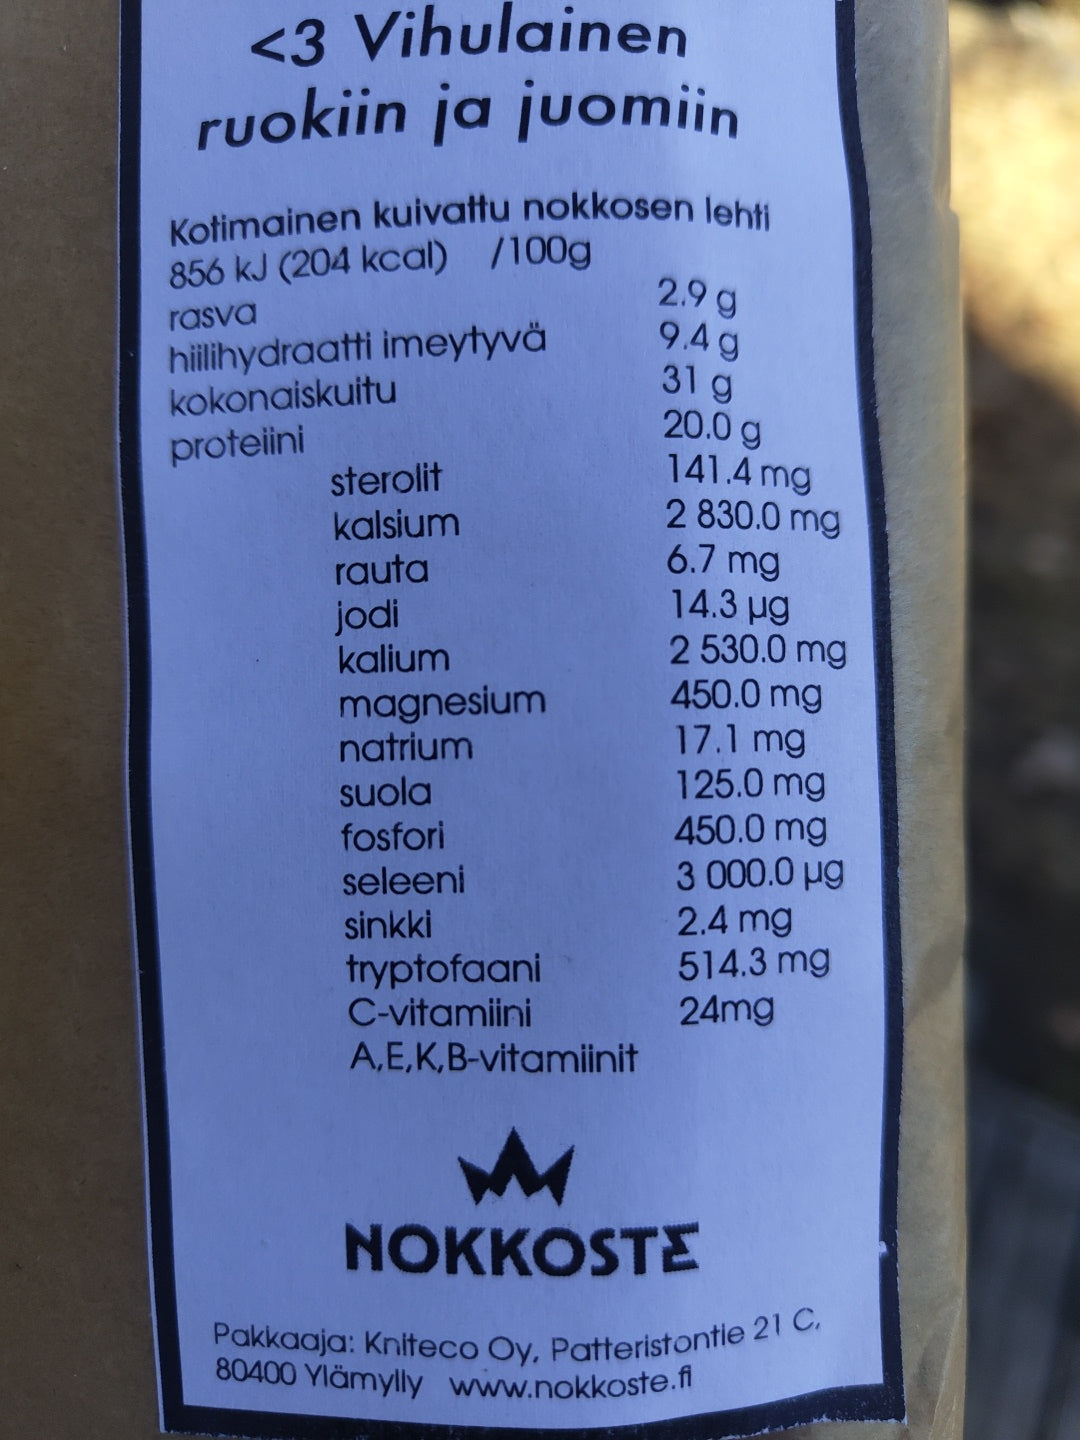 <3 Vihulainen
ruokiin ja juomiin
Kotimainen kuivattu nokkosen lehti
856 kJ (204 kcal) /100g
rasva 2.9 g
hiilihydraatti imeytyvä 9.4 g
kokonaiskuitu 31 g
proteiini 20.0 g
sterolit 141.4 mg
kalsium 2 830.0 mg
rauta 6.7 mg
jodi 14.3 µg
kalium 2 530.0 mg
magnesium 450.0 mg
natrium 17.1 mg
suola 125.0 mg
fosfori 450.0 mg
seleeni 3 000.0 µg
sinkki 2.4 mg
tryptofaani 514.3 mg
C-vitamiini 24mg
A,E,K,B-vitamiinit
NOKKOSTE
Pakkaaja: Kniteco Oy, Patteristontie 21 C,
80400 Ylämylly www.nokkoste.fi